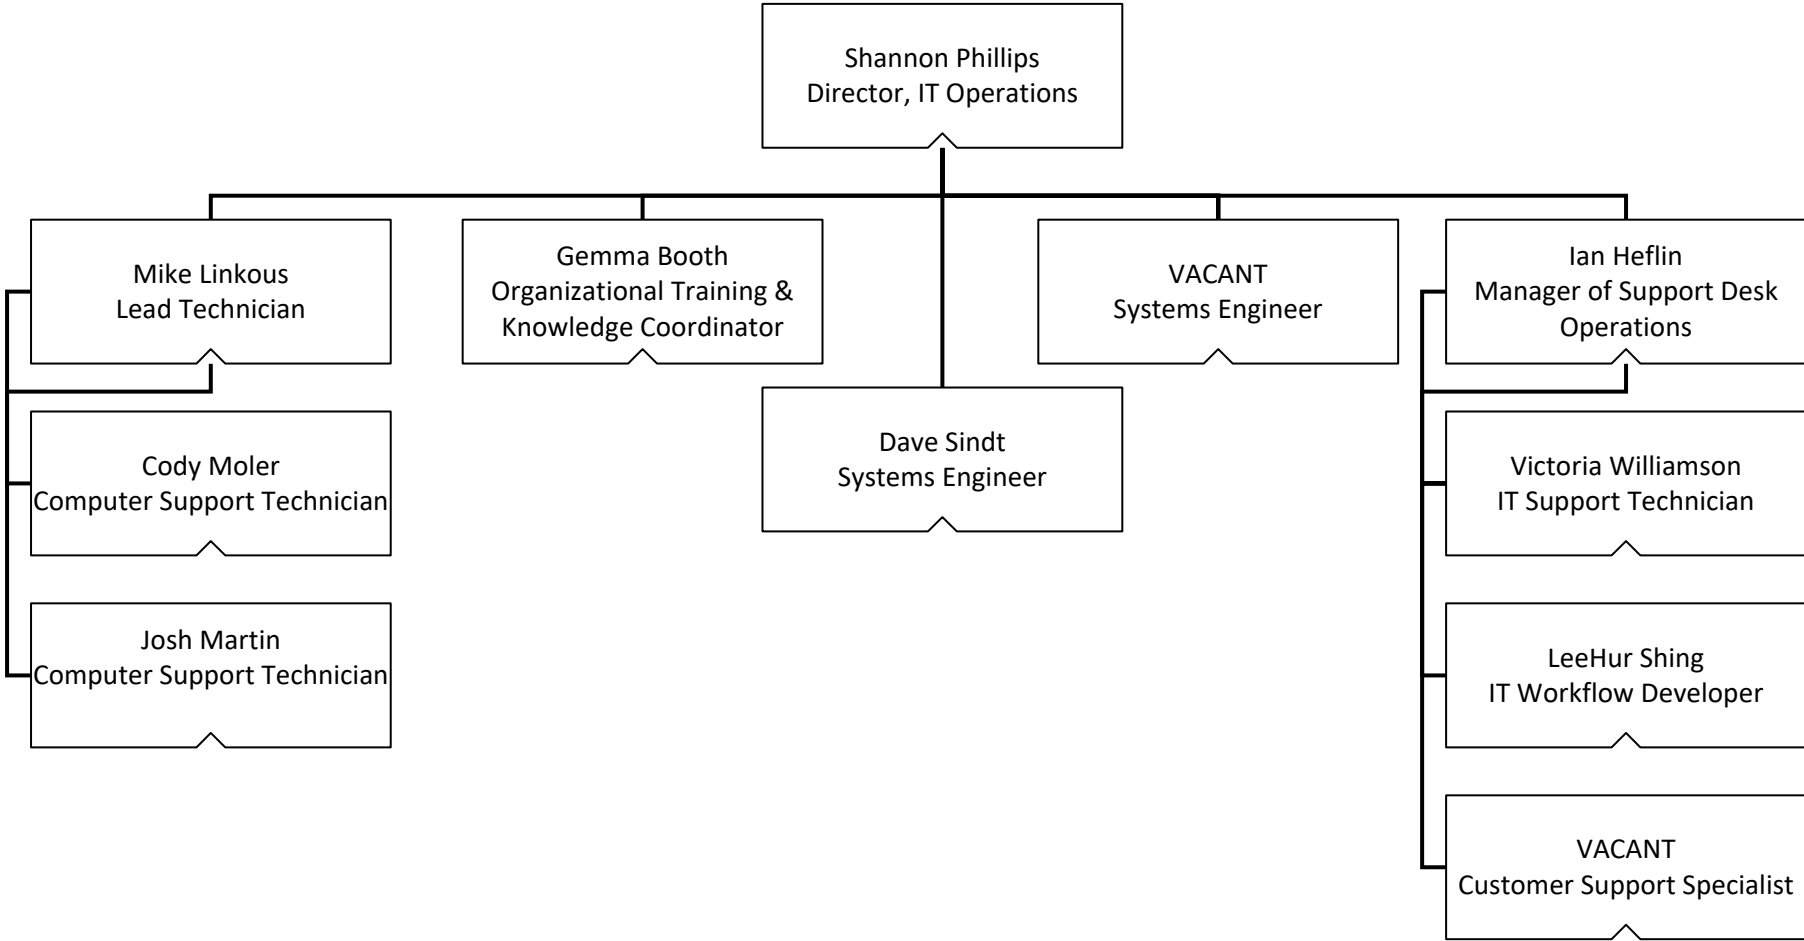 Shannon Phillips
Director, IT Operations
Mike Linkous
Lead Technician
Gemma Booth
Organizational Training &
Knowledge Coordinator
VACANT
Systems Engineer
Ian Heflin
Manager of Support Desk
Operations
Dave Sindt
Systems Engineer
Cody Moler
Computer Support Technician
Victoria Williamson
IT Support Technician
Josh Martin
Computer Support Technician
LeeHur Shing
IT Workflow Developer
VACANT
Customer Support Specialist